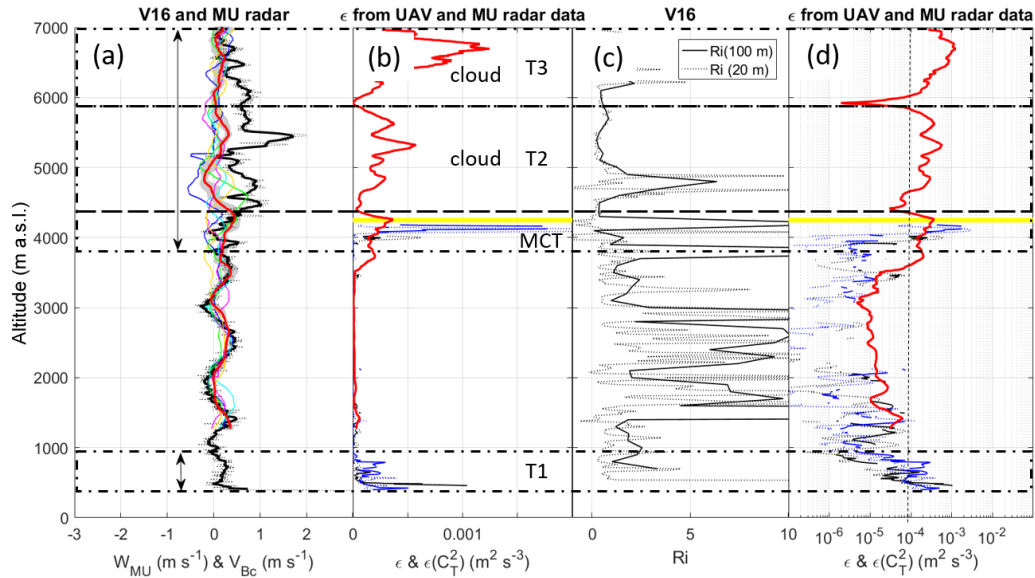 V16 and MU radar
ϵ from UAV and MU radar data
V16
ϵ from UAV and MU radar data
(a)
(b)
(c)
(d)
Ri(100 m)
Ri (20 m)
cloud
T3
cloud
T2
MCT
T1
Altitude (m a.s.l.)
7000
6000
5000
4000
3000
2000
1000
0
-3 -2 -1 0 1 2
0 0.001
0 5 10
10⁻⁶ 10⁻⁵ 10⁻⁴ 10⁻³ 10⁻²
W_MU (m s⁻¹) & V_Bc (m s⁻¹)
ϵ & ϵ(C_T²) (m² s⁻³)
Ri
ϵ & ϵ(C_T²) (m² s⁻³)